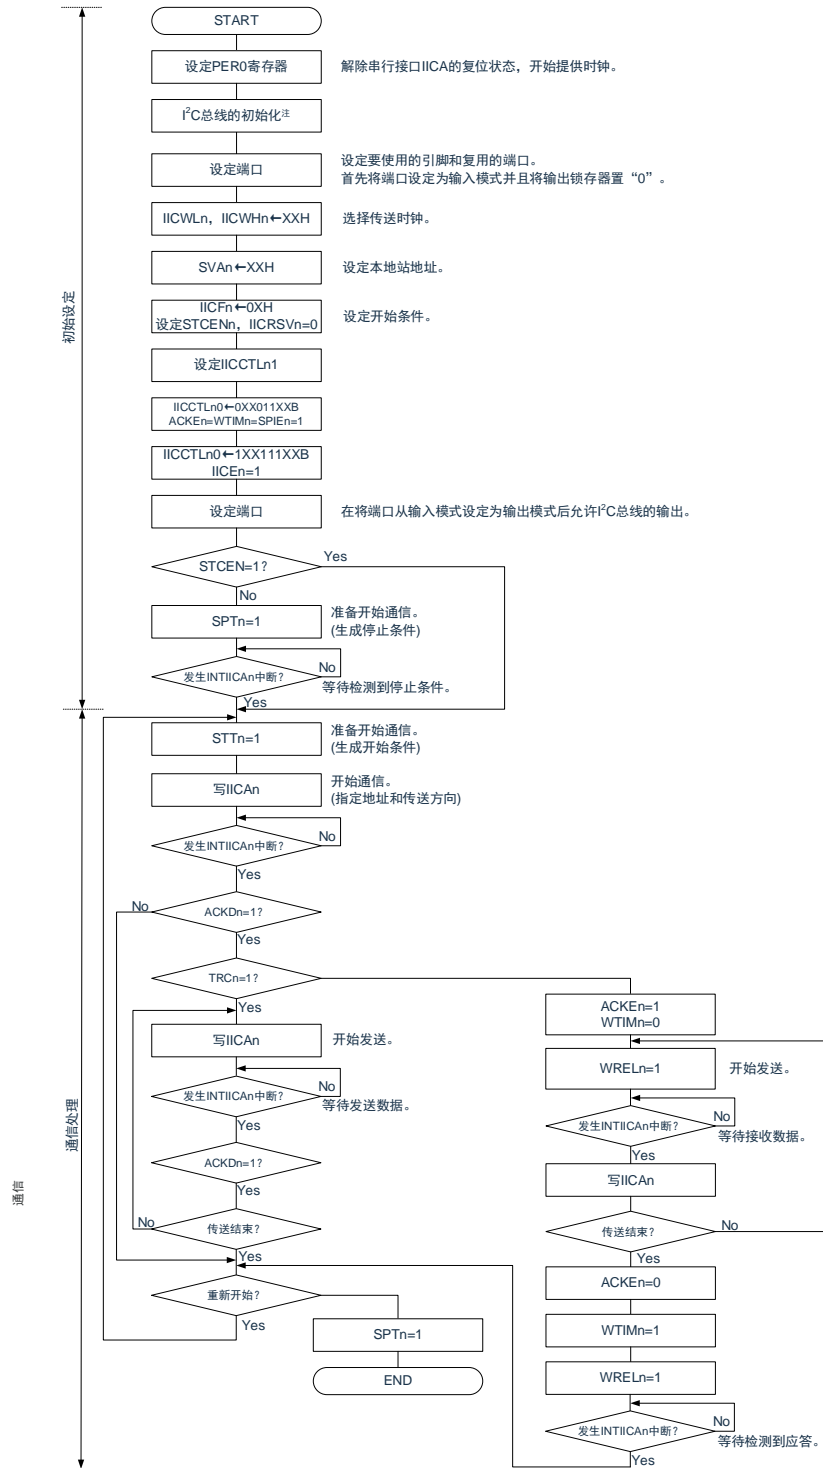 START
设定PER0寄存器
解除串行接口IICA的复位状态，开始提供时钟。
I²C总线的初始化注
设定端口
设定要使用的引脚和复用的端口。
首先将端口设定为输入模式并且将输出锁存器置“0”。
IICWLn，IICWHn←XXH
选择传送时钟。
SVAn←XXH
设定本地站地址。
IICFn←0XH
设定STCENn，IICRSVn=0
设定开始条件。
设定IICCTLn1
IICCTLn0←0XX011XXB
ACKEn=WTIMn=SPIEn=1
IICCTLn0←1XX111XXB
IICEn=1
设定端口
在将端口从输入模式设定为输出模式后允许I²C总线的输出。
STCEN=1?
Yes
No
SPTn=1
准备开始通信。
(生成停止条件)
发生INTIICAn中断?
No
等待检测到停止条件。
Yes
初始设定
STTn=1
准备开始通信。
(生成开始条件)
写IICAn
开始通信。
(指定地址和传送方向)
发生INTIICAn中断?
No
Yes
ACKDn=1?
No
Yes
TRCn=1?
Yes
写IICAn
开始发送。
发生INTIICAn中断?
No
等待发送数据。
Yes
ACKDn=1?
Yes
传送结束?
No
Yes
重新开始?
Yes
SPTn=1
END
ACKEn=1
WTIMn=0
WRELn=1
开始发送。
发生INTIICAn中断?
No
等待接收数据。
Yes
写IICAn
传送结束?
No
Yes
ACKEn=0
WTIMn=1
WRELn=1
发生INTIICAn中断?
No
等待检测到应答。
Yes
通信处理
通信